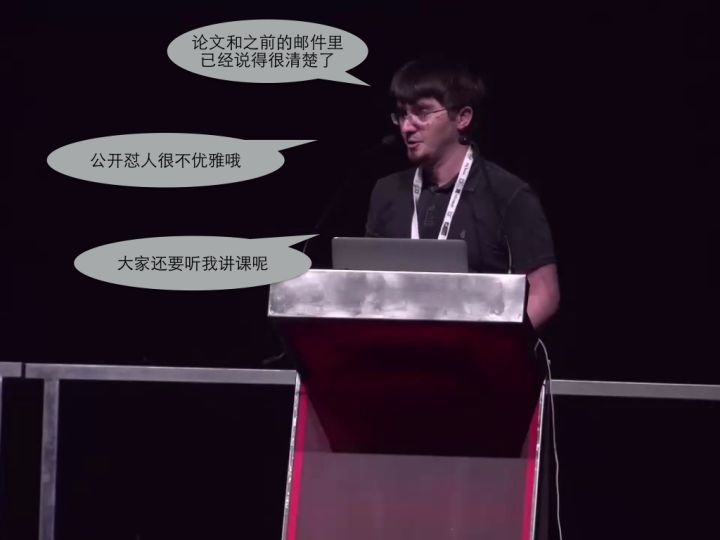 论文和之前的邮件里
已经说得很清楚了
公开怼人很不优雅哦
大家还要听我讲课呢